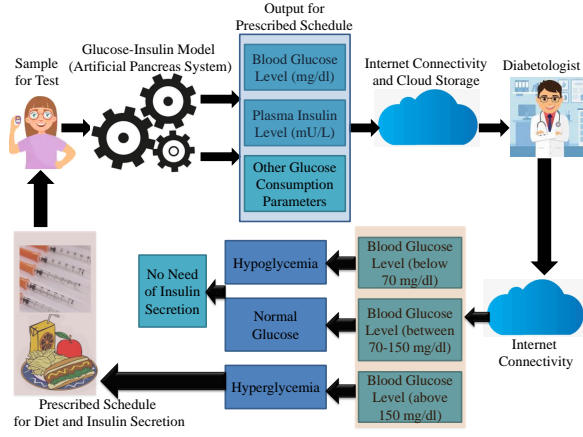 Sample
for Test
Glucose-Insulin Model
(Artificial Pancreas System)
Output for
Prescribed Schedule
Blood Glucose
Level (mg/dl)
Plasma Insulin
Level (mU/L)
Other Glucose
Consumption
Parameters
Internet Connectivity
and Cloud Storage
Diabetologist
Internet
Connectivity
Blood Glucose
Level (below
70 mg/dl)
Blood Glucose
Level (between
70-150 mg/dl)
Blood Glucose
Level (above
150 mg/dl)
Hypoglycemia
Normal
Glucose
Hyperglycemia
No Need
of Insulin
Secretion
Prescribed Schedule
for Diet and Insulin Secretion